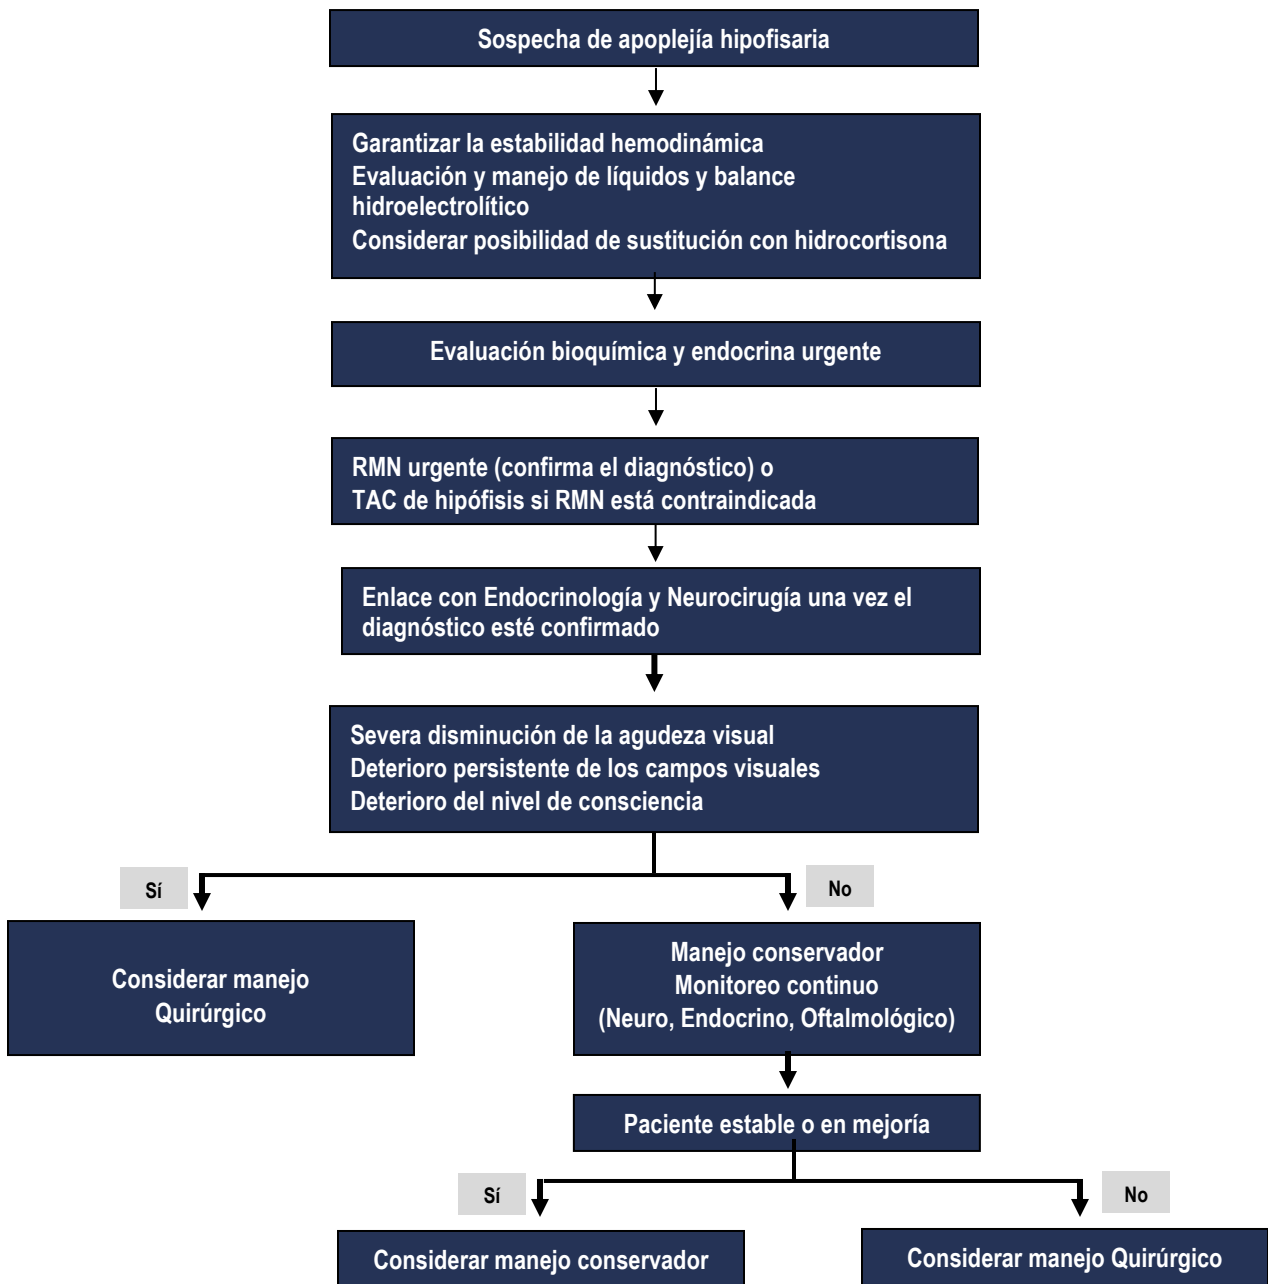 Sospecha de apoplejía hipofisaria
Garantizar la estabilidad hemodinámica
Evaluación y manejo de líquidos y balance
hidroelectrolítico
Considerar posibilidad de sustitución con hidrocortisona
Evaluación bioquímica y endocrina urgente
RMN urgente (confirma el diagnóstico) o
TAC de hipófisis si RMN está contraindicada
Enlace con Endocrinología y Neurocirugía una vez el
diagnóstico esté confirmado
Severa disminución de la agudeza visual
Deterioro persistente de los campos visuales
Deterioro del nivel de consciencia
Sí
No
Considerar manejo
Quirúrgico
Manejo conservador
Monitoreo continuo
(Neuro, Endocrino, Oftalmológico)
Paciente estable o en mejoría
Sí
No
Considerar manejo conservador
Considerar manejo Quirúrgico